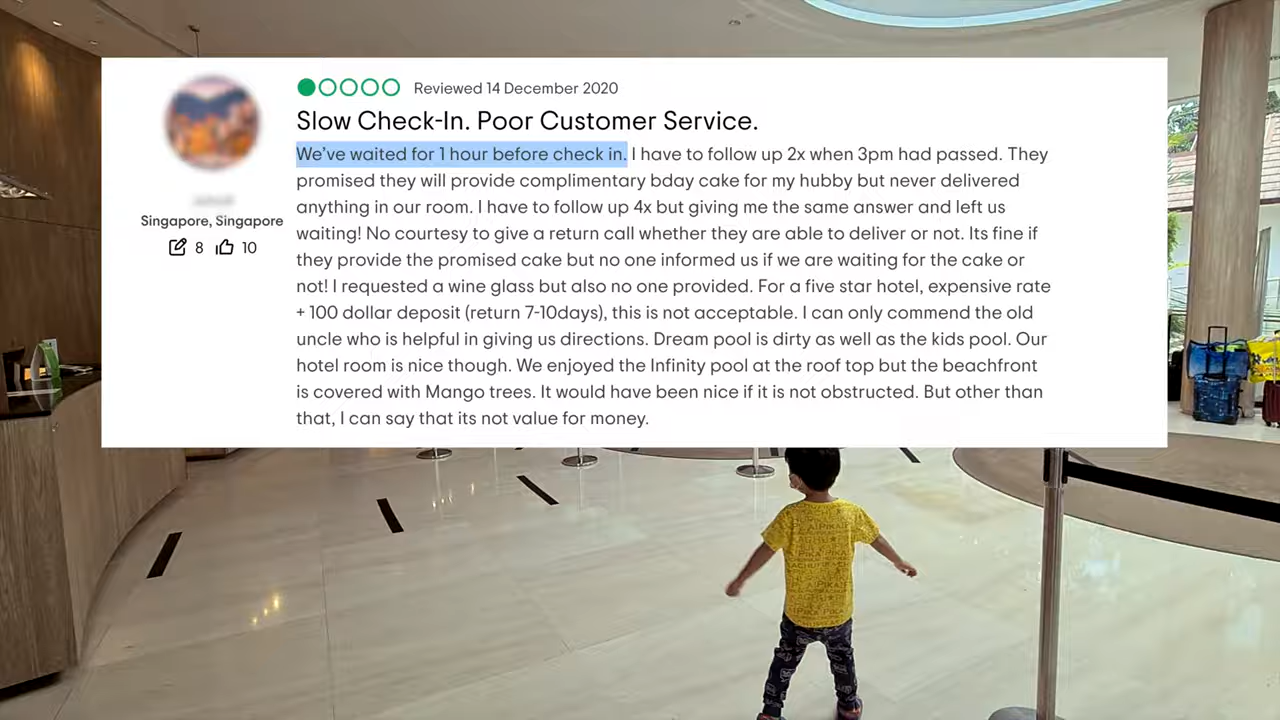 Reviewed 14 December 2020
Slow Check-In. Poor Customer Service.
We've waited for 1 hour before check in. I have to follow up 2x when 3pm had passed. They
promised they will provide complimentary bday cake for my hubby but never delivered
anything in our room. I have to follow up 4x but giving me the same answer and left us
waiting! No courtesy to give a return call whether they are able to deliver or not. Its fine if
they provide the promised cake but no one informed us if we are waiting for the cake or
not! I requested a wine glass but also no one provided. For a five star hotel, expensive rate
+ 100 dollar deposit (return 7-10days), this is not acceptable. I can only commend the old
uncle who is helpful in giving us directions. Dream pool is dirty as well as the kids pool. Our
hotel room is nice though. We enjoyed the Infinity pool at the roof top but the beachfront
is covered with Mango trees. It would have been nice if it is not obstructed. But other than
that, I can say that its not value for money.
Singapore, Singapore
8 10